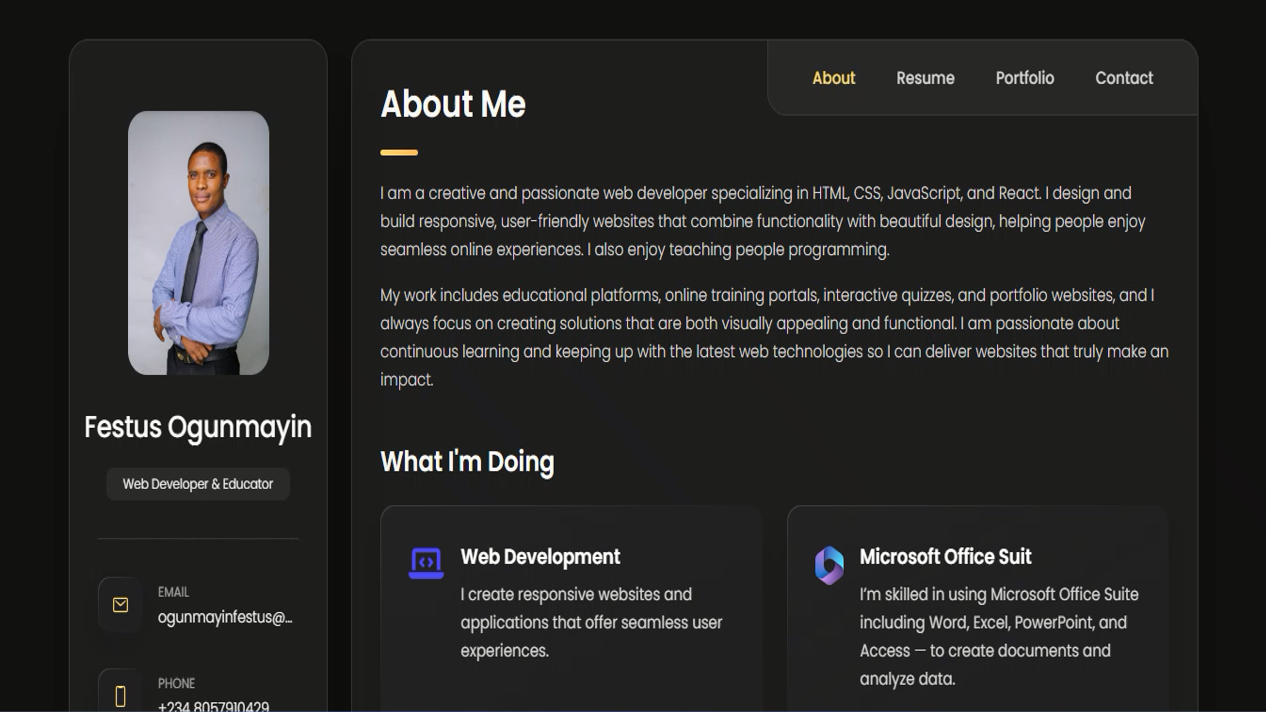 About
Resume
Portfolio
Contact
About Me
I am a creative and passionate web developer specializing in HTML, CSS, JavaScript, and React. I design and
build responsive, user-friendly websites that combine functionality with beautiful design, helping people enjoy
seamless online experiences. I also enjoy teaching people programming.
My work includes educational platforms, online training portals, interactive quizzes, and portfolio websites, and I
always focus on creating solutions that are both visually appealing and functional. I am passionate about
continuous learning and keeping up with the latest web technologies so I can deliver websites that truly make an
impact.
Festus Ogunmayin
Web Developer & Educator
EMAIL
ogunmayinfestus@...
PHONE
+234 8057910429
What I'm Doing
Web Development
I create responsive websites and
applications that offer seamless user
experiences.
Microsoft Office Suit
I’m skilled in using Microsoft Office Suite
including Word, Excel, PowerPoint, and
Access — to create documents and
analyze data.